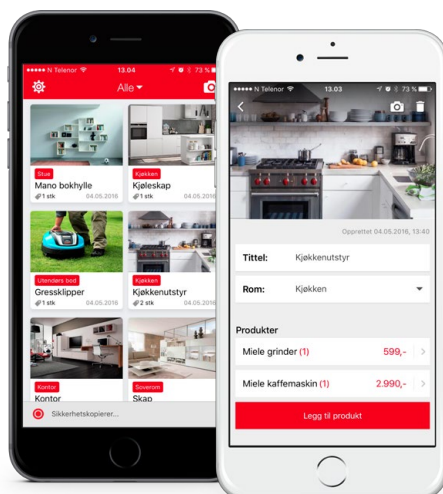 N Telenor 13.04 73 %
Alle
Stue
Mano bokhylle
1 stk 04.05.2016
Kjøkken
Kjøleskap
1 stk 04.05.2016
Utendørs bod
Gressklipper
1 stk 04.05.2016
Kjøkken
Kjøkkenutstyr
2 stk 04.05.2016
Kontor
Kontor
Soverom
Skap
Sikkerhetskopierer...
N Telenor 13.03 73 %
Opprettet 04.05.2016, 13:40
Tittel: Kjøkkenutstyr
Rom: Kjøkken
Produkter
Miele grinder (1) 599,-
Miele kaffemaskin (1) 2.990,-
Legg til produkt